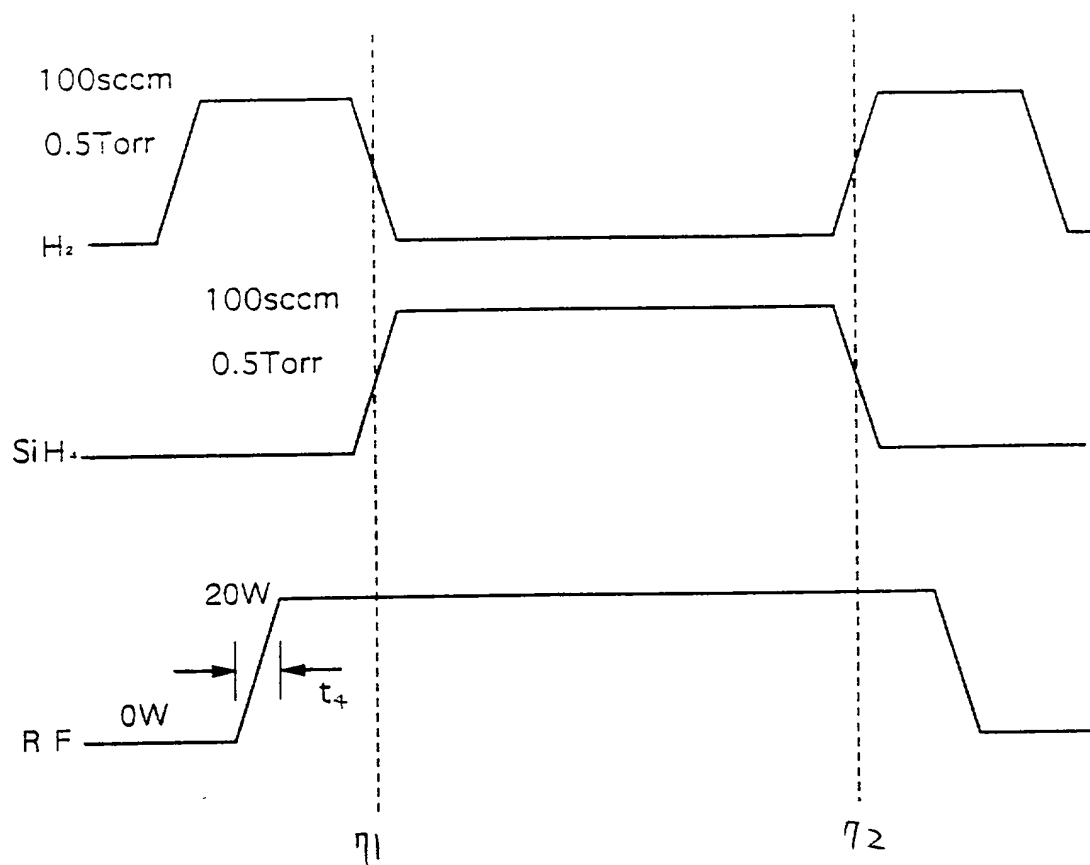 100sccm
0.5Torr
H₂
100sccm
0.5Torr
SiH₄
20W
t₄
0W
RF
η1
η2